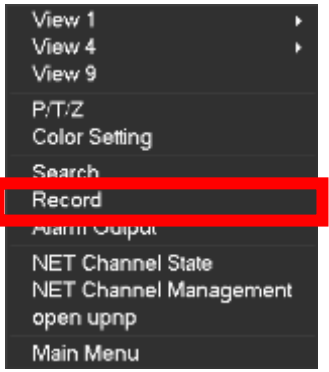 View 1
View 4
View 9
P/T/Z
Color Setting
Search
Record
Alarm Output
NET Channel State
NET Channel Management
open upnp
Main Menu